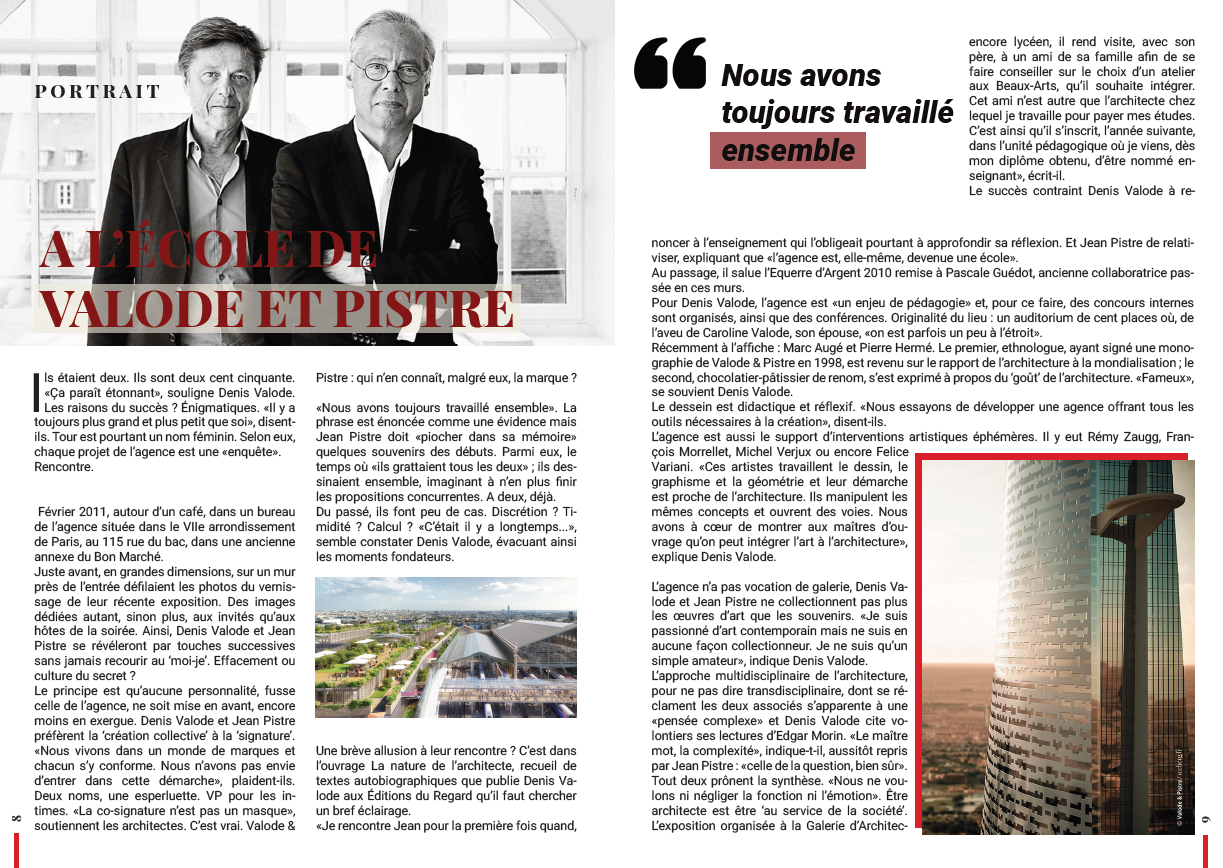 PORTRAIT
A L’ÉCOLE DE
VALODE ET PISTRE
Ils étaient deux. Ils sont deux cent cinquante.
«Ça paraît étonnant», souligne Denis Valode.
Les raisons du succès ? Énigmatiques. «Il y a
toujours plus grand et plus petit que soi», disent-
ils. Tour est pourtant un nom féminin. Selon eux,
chaque projet de l’agence est une «enquête».
Rencontre.
Février 2011, autour d’un café, dans un bureau
de l’agence située dans le VIIe arrondissement
de Paris, au 115 rue du bac, dans une ancienne
annexe du Bon Marché.
Juste avant, en grandes dimensions, sur un mur
près de l’entrée défilaient les photos du vernis-
sage de leur récente exposition. Des images
dédiées autant, sinon plus, aux invités qu’aux
hôtes de la soirée. Ainsi, Denis Valode et Jean
Pistre se révéleront par touches successives
sans jamais recourir au ‘moi-je’. Effacement ou
culture du secret ?
Le principe est qu’aucune personnalité, fusse
celle de l’agence, ne soit mise en avant, encore
moins en exergue. Denis Valode et Jean Pistre
préfèrent la ‘création collective’ à la ‘signature’.
«Nous vivons dans un monde de marques et
chacun s’y conforme. Nous n’avons pas envie
d’entrer dans cette démarche», plaident-ils.
Deux noms, une esperluette. VP pour les in-
times. «La co-signature n’est pas un masque»,
soutiennent les architectes. C’est vrai. Valode &
Pistre : qui n’en connaît, malgré eux, la marque ?
«Nous avons toujours travaillé ensemble». La
phrase est énoncée comme une évidence mais
Jean Pistre doit «piocher dans sa mémoire»
quelques souvenirs des débuts. Parmi eux, le
temps où «ils grattaient tous les deux» ; ils des-
sinaient ensemble, imaginant à n’en plus finir
les propositions concurrentes. A deux, déjà.
Du passé, ils font peu de cas. Discrétion ? Ti-
midité ? Calcul ? «C’était il y a longtemps...»,
semble constater Denis Valode, évacuant ainsi
les moments fondateurs.
Une brève allusion à leur rencontre ? C’est dans
l’ouvrage La nature de l’architecte, recueil de
textes autobiographiques que publie Denis Va-
lode aux Éditions du Regard qu’il faut chercher
un bref éclairage.
«Je rencontre Jean pour la première fois quand,
8
“
Nous avons
toujours travaillé
ensemble
encore lycéen, il rend visite, avec son
père, à un ami de sa famille afin de se
faire conseiller sur le choix d’un atelier
aux Beaux-Arts, qu’il souhaite intégrer.
Cet ami n’est autre que l’architecte chez
lequel je travaille pour payer mes études.
C’est ainsi qu’il s’inscrit, l’année suivante,
dans l’unité pédagogique où je viens, dès
mon diplôme obtenu, d’être nommé en-
seignant», écrit-il.
Le succès contraint Denis Valode à re-
noncer à l’enseignement qui l’obligeait pourtant à approfondir sa réflexion. Et Jean Pistre de relati-
viser, expliquant que «l’agence est, elle-même, devenue une école».
Au passage, il salue l’Equerre d’Argent 2010 remise à Pascale Guédot, ancienne collaboratrice pas-
sée en ces murs.
Pour Denis Valode, l’agence est «un enjeu de pédagogie» et, pour ce faire, des concours internes
sont organisés, ainsi que des conférences. Originalité du lieu : un auditorium de cent places où, de
l’aveu de Caroline Valode, son épouse, «on est parfois un peu à l’étroit».
Récemment à l’affiche : Marc Augé et Pierre Hermé. Le premier, ethnologue, ayant signé une mono-
graphie de Valode & Pistre en 1998, est revenu sur le rapport de l’architecture à la mondialisation ; le
second, chocolatier-pâtissier de renom, s’est exprimé à propos du ‘goût’ de l’architecture. «Fameux»,
se souvient Denis Valode.
Le dessein est didactique et réflexif. «Nous essayons de développer une agence offrant tous les
outils nécessaires à la création», disent-ils.
L’agence est aussi le support d’interventions artistiques éphémères. Il y eut Rémy Zaugg, Fran-
çois Morrellet, Michel Verjux ou encore Felice
Variani. «Ces artistes travaillent le dessin, le
graphisme et la géométrie et leur démarche
est proche de l’architecture. Ils manipulent les
mêmes concepts et ouvrent des voies. Nous
avons à cœur de montrer aux maîtres d’ou-
vrage qu’on peut intégrer l’art à l’architecture»,
explique Denis Valode.
L’agence n’a pas vocation de galerie, Denis Va-
lode et Jean Pistre ne collectionnent pas plus
les œuvres d’art que les souvenirs. «Je suis
passionné d’art contemporain mais ne suis en
aucune façon collectionneur. Je ne suis qu’un
simple amateur», indique Denis Valode.
L’approche multidisciplinaire de l’architecture,
pour ne pas dire transdisciplinaire, dont se ré-
clament les deux associés s’apparente à une
«pensée complexe» et Denis Valode cite vo-
lontiers ses lectures d’Edgar Morin. «Le maître
mot, la complexité», indique-t-il, aussitôt repris
par Jean Pistre : «celle de la question, bien sûr».
Tout deux prônent la synthèse. «Nous ne vou-
lons ni négliger la fonction ni l’émotion». Être
architecte est être ‘au service de la société’.
L’exposition organisée à la Galerie d’Architec-
© Valode & Pistre /
9